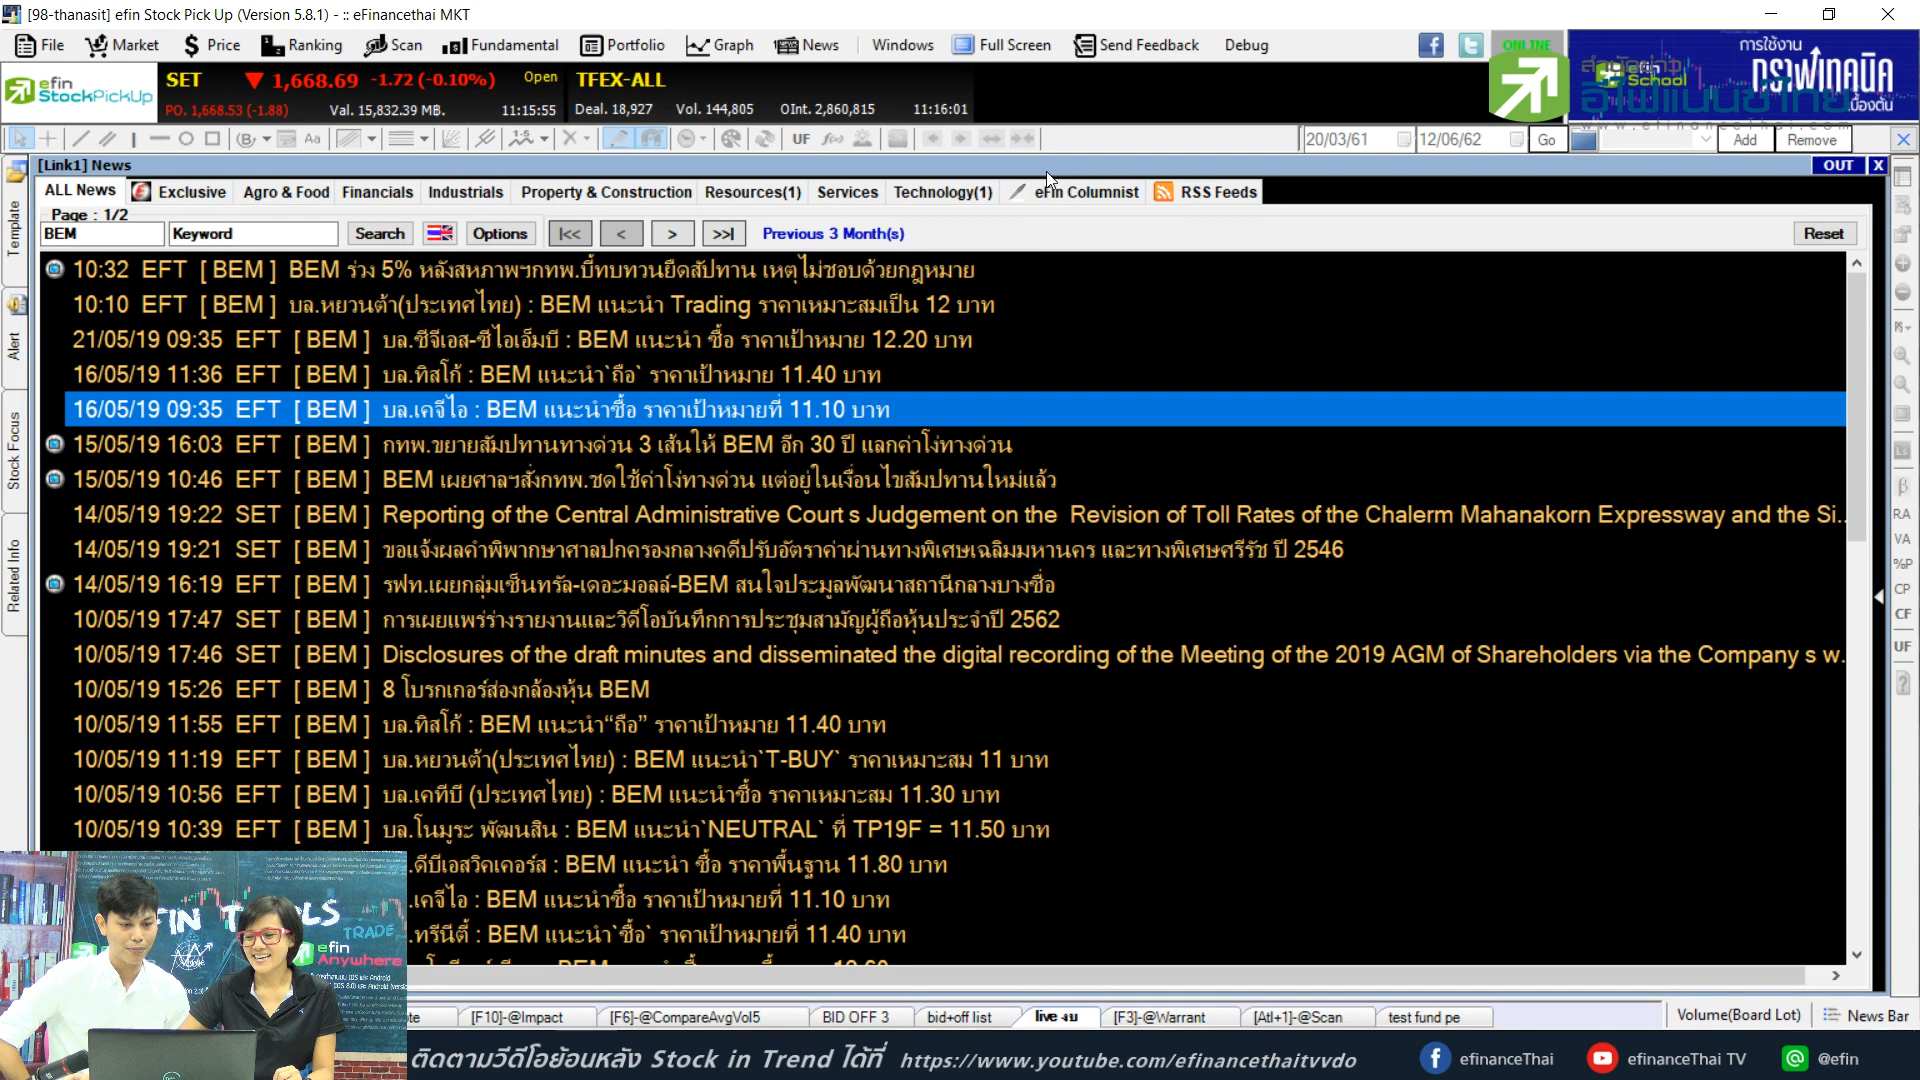 [98-thanasit] efin Stock Pick Up (Version 5.8.1) - :: eFinancethai MKT
File Market Price Ranking Scan Fundamental Portfolio Graph News Windows Full Screen Send Feedback Debug
ONLINE
การใช้งาน
กราฟเทคนิค
เบื้องต้น
efin School
efin StockPickUp
SET ▼ 1,668.69 -1.72 (-0.10%) Open
PO. 1,668.53 (-1.88) Val. 15,832.39 MB. 11:15:55
TFEX-ALL
Deal. 18,927 Vol. 144,805 OInt. 2,860,815 11:16:01
UF 20/03/61 12/06/62 Go Add Remove
[Link1] News OUT X
ALL News Exclusive Agro & Food Financials Industrials Property & Construction Resources(1) Services Technology(1) eFin Columnist RSS Feeds
Page : 1/2
BEM Keyword Search Options |<< < > >>| Previous 3 Month(s) Reset
10:32 EFT [ BEM ] BEM ร่วง 5% หลังสหภาพฯกทพ.บี้ทบทวนยืดสัปทาน เหตุไม่ชอบด้วยกฎหมาย
10:10 EFT [ BEM ] บล.หยวนต้า(ประเทศไทย) : BEM แนะนำ Trading ราคาเหมาะสมเป็น 12 บาท
21/05/19 09:35 EFT [ BEM ] บล.ซีจีเอส-ซีไอเอ็มบี : BEM แนะนำ ซื้อ ราคาเป้าหมาย 12.20 บาท
16/05/19 11:36 EFT [ BEM ] บล.ทิสโก้ : BEM แนะนำ`ถือ` ราคาเป้าหมาย 11.40 บาท
16/05/19 09:35 EFT [ BEM ] บล.เคจีไอ : BEM แนะนำซื้อ ราคาเป้าหมายที่ 11.10 บาท
15/05/19 16:03 EFT [ BEM ] กทพ.ขยายสัมปทานทางด่วน 3 เส้นให้ BEM อีก 30 ปี แลกค่าโง่ทางด่วน
15/05/19 10:46 EFT [ BEM ] BEM เผยศาลฯสั่งกทพ.ชดใช้ค่าโง่ทางด่วน แต่อยู่ในเงื่อนไขสัมปทานใหม่แล้ว
14/05/19 19:22 SET [ BEM ] Reporting of the Central Administrative Court s Judgement on the Revision of Toll Rates of the Chalerm Mahanakorn Expressway and the Si...
14/05/19 19:21 SET [ BEM ] ขอแจ้งผลคำพิพากษาศาลปกครองกลางคดีปรับอัตราค่าผ่านทางพิเศษเฉลิมมหานคร และทางพิเศษศรีรัช ปี 2546
14/05/19 16:19 EFT [ BEM ] รฟท.เผยกลุ่มเซ็นทรัล-เดอะมอลล์-BEM สนใจประมูลพัฒนาสถานีกลางบางซื่อ
10/05/19 17:47 SET [ BEM ] การเผยแพร่ร่างรายงานและวิดีโอบันทึกการประชุมสามัญผู้ถือหุ้นประจำปี 2562
10/05/19 17:46 SET [ BEM ] Disclosures of the draft minutes and disseminated the digital recording of the Meeting of the 2019 AGM of Shareholders via the Company s w...
10/05/19 15:26 EFT [ BEM ] 8 โบรกเกอร์ส่องกล้องหุ้น BEM
10/05/19 11:55 EFT [ BEM ] บล.ทิสโก้ : BEM แนะนำ“ถือ” ราคาเป้าหมาย 11.40 บาท
10/05/19 11:19 EFT [ BEM ] บล.หยวนต้า(ประเทศไทย) : BEM แนะนำ`T-BUY` ราคาเหมาะสม 11 บาท
10/05/19 10:56 EFT [ BEM ] บล.เคทีบี (ประเทศไทย) : BEM แนะนำซื้อ ราคาเหมาะสม 11.30 บาท
10/05/19 10:39 EFT [ BEM ] บล.โนมูระ พัฒนสิน : BEM แนะนำ`NEUTRAL` ที่ TP19F = 11.50 บาท
.ดีบีเอสวิคเคอร์ส : BEM แนะนำ ซื้อ ราคาพื้นฐาน 11.80 บาท
.เคจีไอ : BEM แนะนำซื้อ ราคาเป้าหมายที่ 11.10 บาท
.ทรีนีตี้ : BEM แนะนำ`ซื้อ` ราคาเป้าหมายที่ 11.40 บาท
Template
Alert
Stock Focus
Related Info
RA
VA
%P
CP
CF
UF
TRADE
efin Anywhere
[F10]-@Impact [F6]-@CompareAvgVol5 BID OFF 3 bid+off list live งบ [F3]-@Warrant [Atl+1]-@Scan test fund pe Volume(Board Lot) News Bar
ติดตามวีดีโอย้อนหลัง Stock in Trend ได้ที่ https://www.youtube.com/efinancethaitvvdo efinanceThai efinanceThai TV @efin